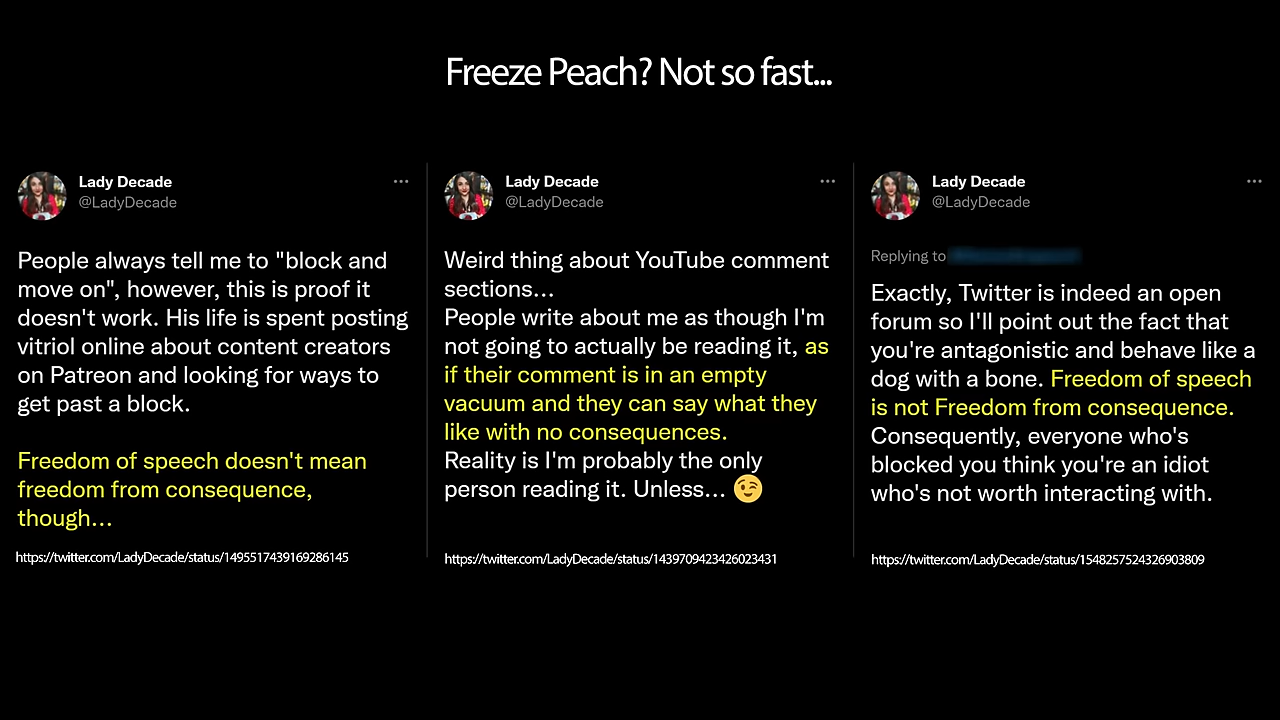 Freeze Peach? Not so fast...
Lady Decade
@LadyDecade
People always tell me to "block and
move on", however, this is proof it
doesn't work. His life is spent posting
vitriol online about content creators
on Patreon and looking for ways to
get past a block.
Freedom of speech doesn't mean
freedom from consequence,
though...
https://twitter.com/LadyDecade/status/1495517439169286145
Lady Decade
@LadyDecade
Weird thing about YouTube comment
sections...
People write about me as though I'm
not going to actually be reading it, as
if their comment is in an empty
vacuum and they can say what they
like with no consequences.
Reality is I'm probably the only
person reading it. Unless... 😉
https://twitter.com/LadyDecade/status/1439709423426023431
Lady Decade
@LadyDecade
Replying to
Exactly, Twitter is indeed an open
forum so I'll point out the fact that
you're antagonistic and behave like a
dog with a bone. Freedom of speech
is not Freedom from consequence.
Consequently, everyone who's
blocked you think you're an idiot
who's not worth interacting with.
https://twitter.com/LadyDecade/status/1548257524326903809